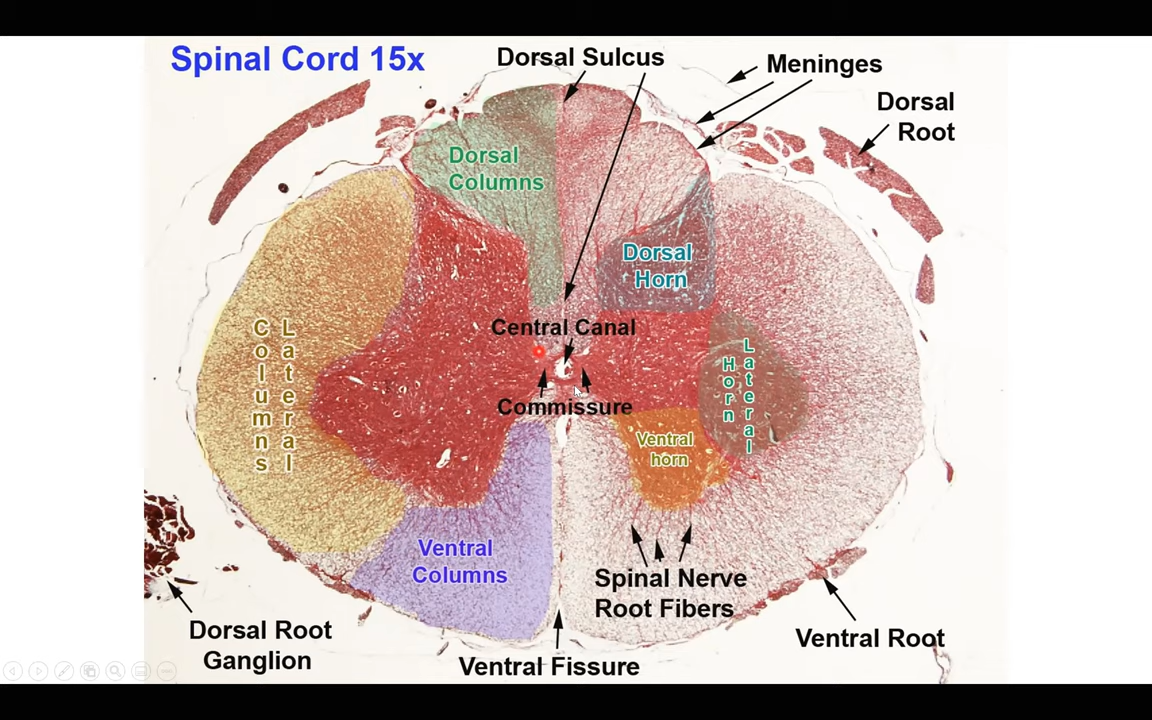 Spinal Cord 15x
Dorsal Sulcus
Meninges
Dorsal
Root
Dorsal
Columns
Dorsal
Horn
Central Canal
Lateral
Columns
Lateral
Horn
Commissure
Ventral
horn
Ventral
Columns
Spinal Nerve
Root Fibers
Dorsal Root
Ganglion
Ventral Root
Ventral Fissure